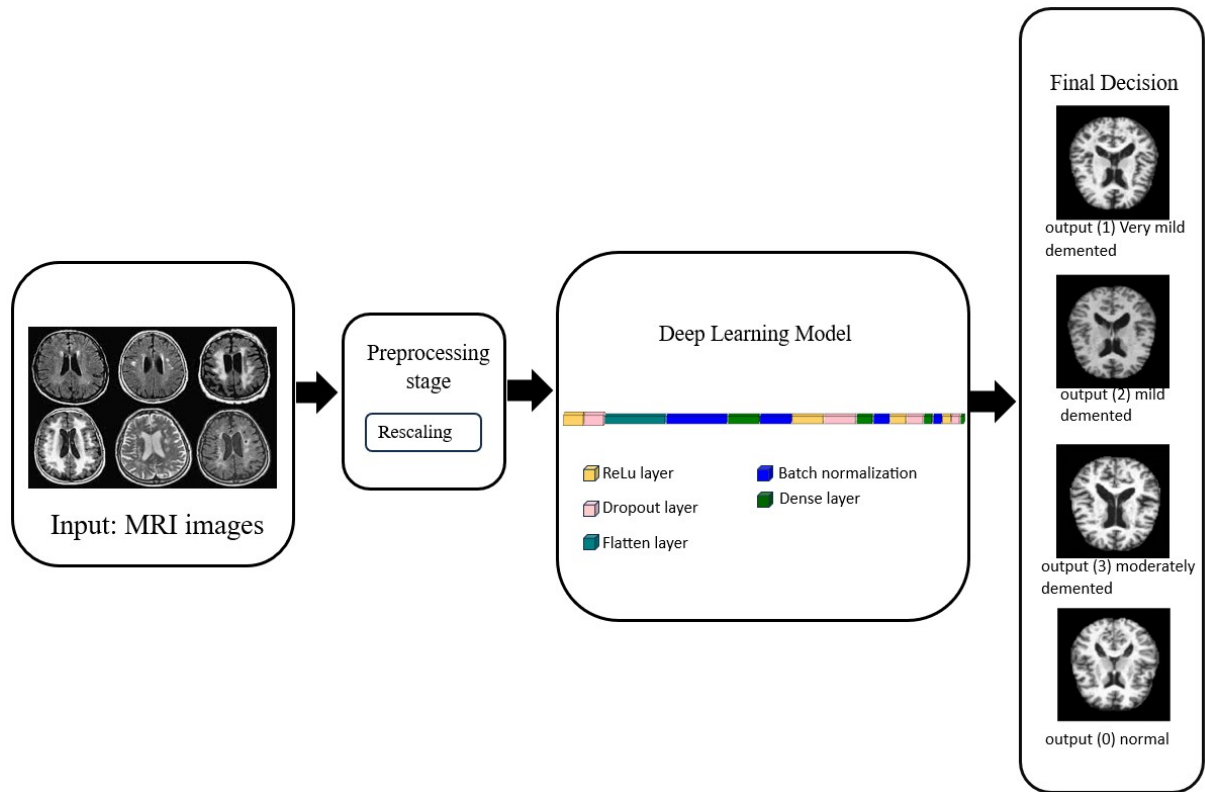 Input: MRI images
Preprocessing
stage
Rescaling
Deep Learning Model
ReLu layer
Dropout layer
Flatten layer
Batch normalization
Dense layer
Final Decision
output (1) Very mild
demented
output (2) mild
demented
output (3) moderately
demented
output (0) normal